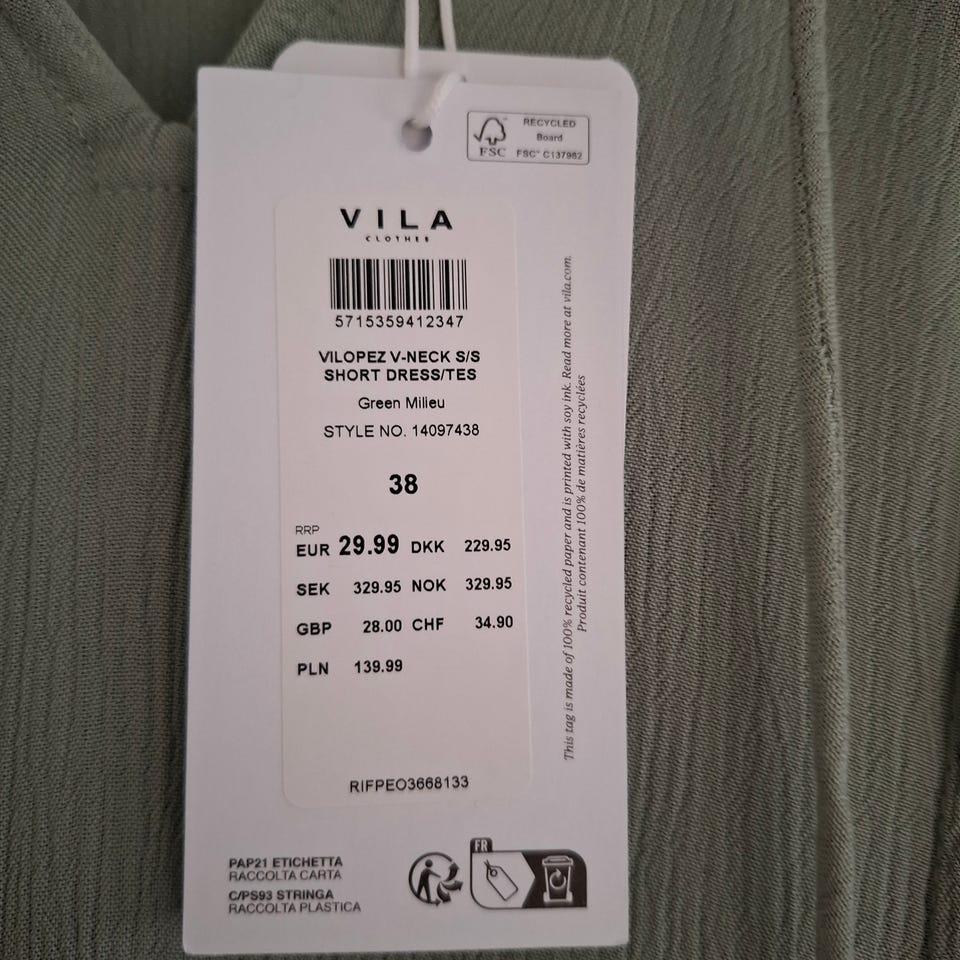 RECYCLED
Board
FSC™ C137982
FSC
VILA
CLOTHES
5715359412347
VILOPEZ V-NECK S/S
SHORT DRESS/TES
Green Milieu
STYLE NO. 14097438
38
RRP
EUR 29.99 DKK 229.95
SEK 329.95 NOK 329.95
GBP 28.00 CHF 34.90
PLN 139.99
RIFPEO3668133
This tag is made of 100% recycled paper and is printed with soy ink. Read more at vila.com.
Produit contenant 100% de matières recyclées
PAP21 ETICHETTA
RACCOLTA CARTA
C/PS93 STRINGA
RACCOLTA PLASTICA
FR